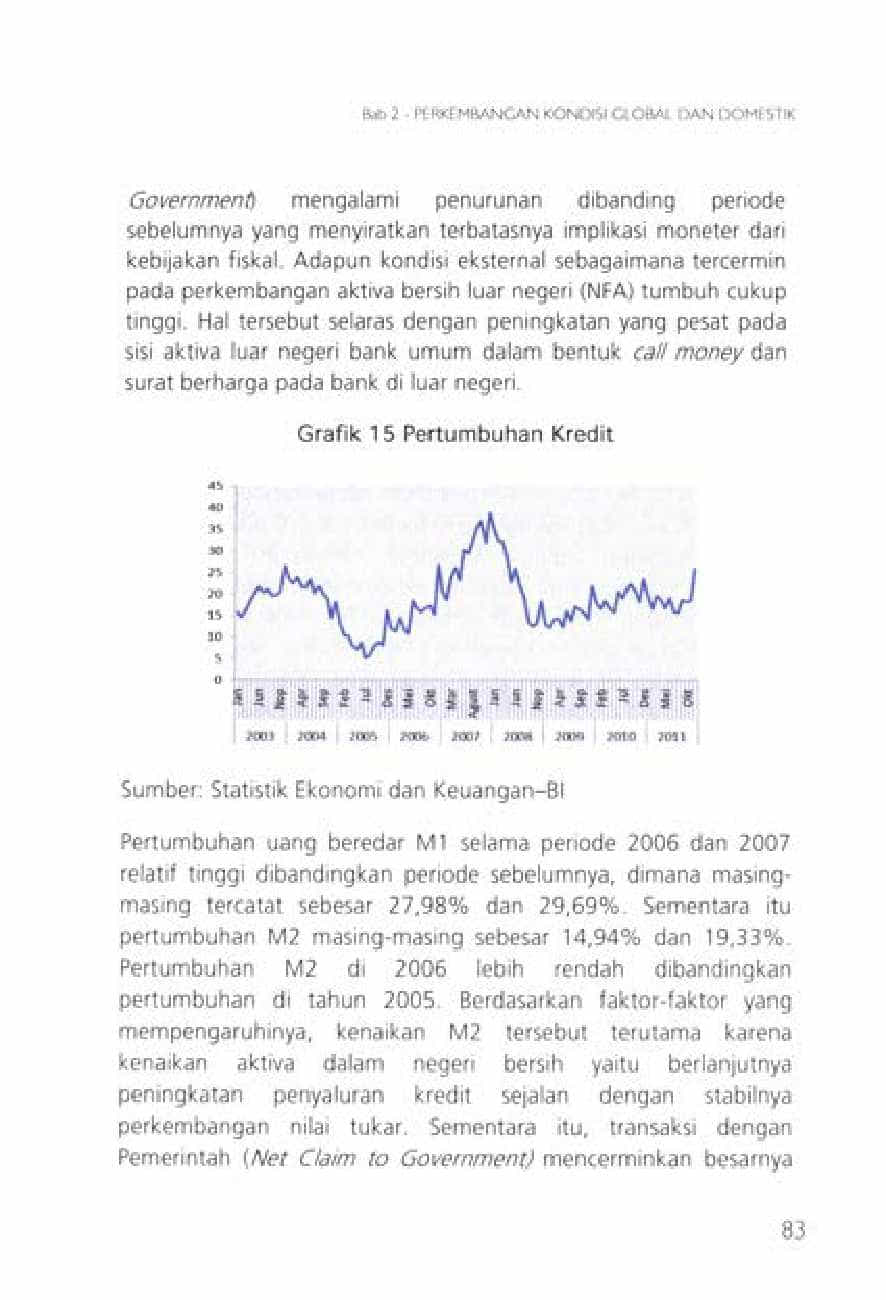 Bab 2 - PERKEMBANGAN KONDISI GLOBAL DAN DOMESTIK
Government) mengalami penurunan dibanding periode
sebelumnya yang menyiratkan terbatasnya implikasi moneter dari
kebijakan fiskal. Adapun kondisi eksternal sebagaimana tercermin
pada perkembangan aktiva bersih luar negeri (NFA) tumbuh cukup
tinggi. Hal tersebut selaras dengan peningkatan yang pesat pada
sisi aktiva luar negeri bank umum dalam bentuk call money dan
surat berharga pada bank di luar negeri.
Grafik 15 Pertumbuhan Kredit
45
40
35
30
25
20
15
10
5
0
Jan Jun Nop Apr Sep Feb Jul Des Mei Okt Mar Agust Jan Jun Nop Apr Sep Feb Jul Des Mei Okt
2003 2004 2005 2006 2007 2008 2009 2010 2011
Sumber: Statistik Ekonomi dan Keuangan–BI
Pertumbuhan uang beredar M1 selama periode 2006 dan 2007
relatif tinggi dibandingkan periode sebelumnya, dimana masing-
masing tercatat sebesar 27,98% dan 29,69%. Sementara itu
pertumbuhan M2 masing-masing sebesar 14,94% dan 19,33%.
Pertumbuhan M2 di 2006 lebih rendah dibandingkan
pertumbuhan di tahun 2005. Berdasarkan faktor-faktor yang
mempengaruhinya, kenaikan M2 tersebut terutama karena
kenaikan aktiva dalam negeri bersih yaitu berlanjutnya
peningkatan penyaluran kredit sejalan dengan stabilnya
perkembangan nilai tukar. Sementara itu, transaksi dengan
Pemerintah (Net Claim to Government) mencerminkan besarnya
83